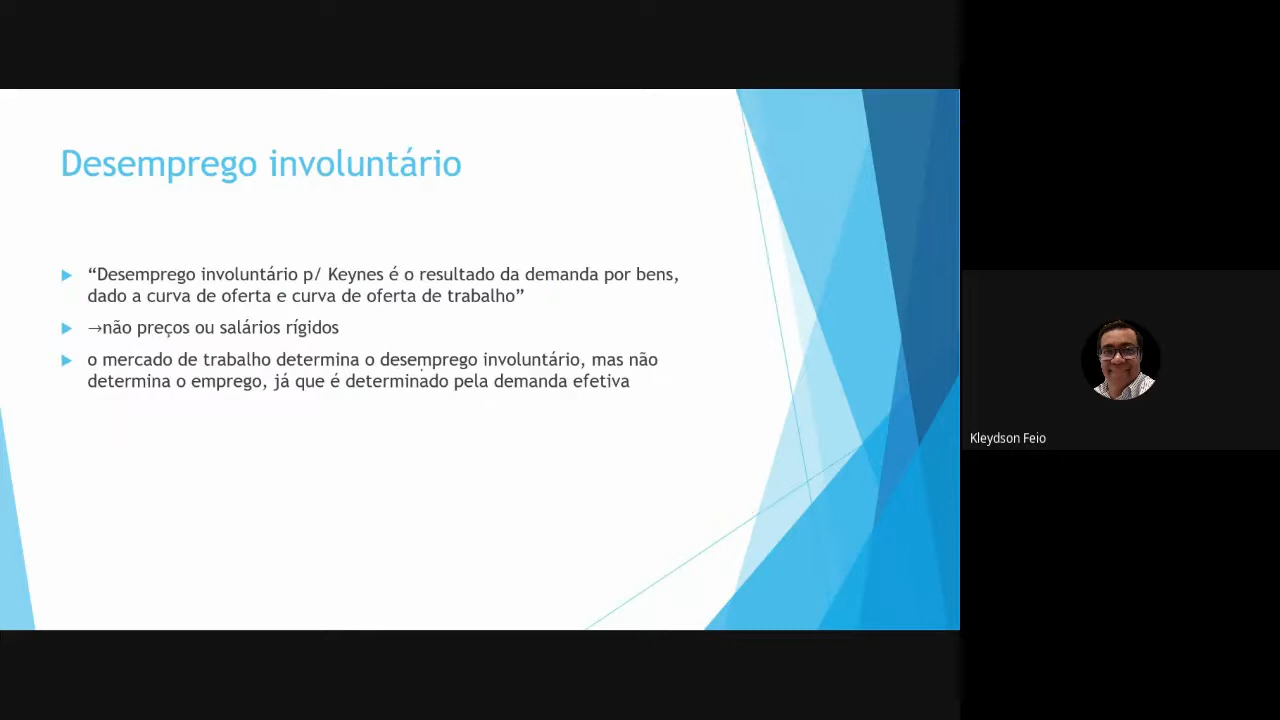 Desemprego involuntário
“Desemprego involuntário p/ Keynes é o resultado da demanda por bens,
dado a curva de oferta e curva de oferta de trabalho”
→não preços ou salários rígidos
o mercado de trabalho determina o desemprego involuntário, mas não
determina o emprego, já que é determinado pela demanda efetiva
Kleydson Feio